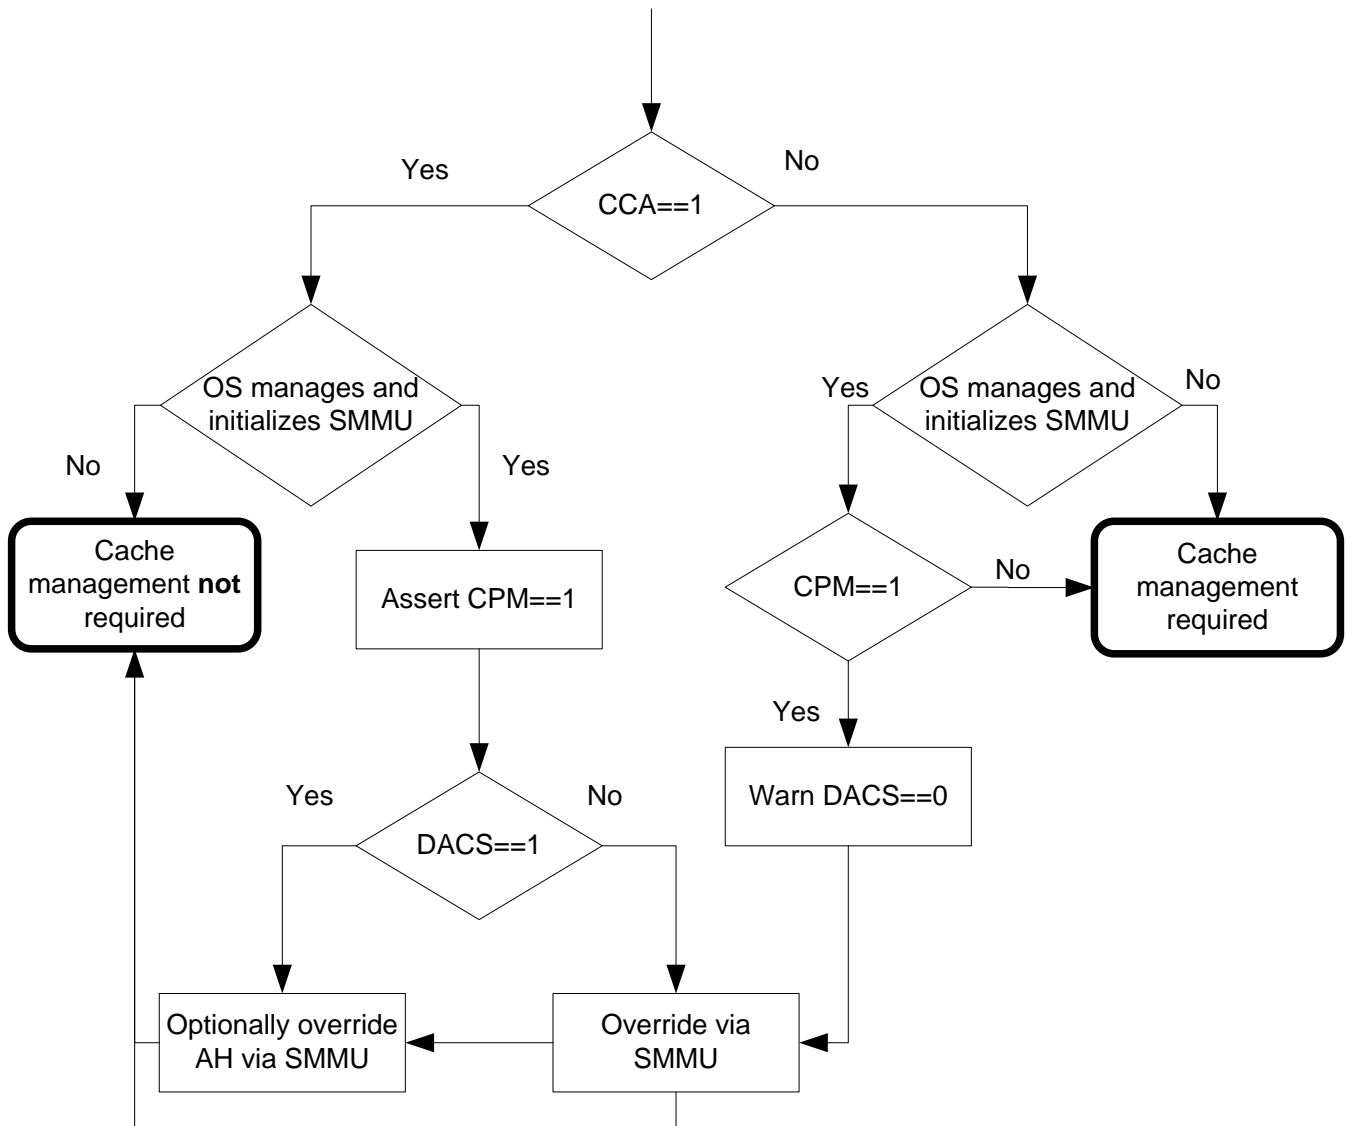 Yes
No
CCA==1
OS manages and
initializes SMMU
Yes
OS manages and
initializes SMMU
No
No
Yes
Cache
management not
required
Assert CPM==1
CPM==1
No
Cache
management
required
Yes
Warn DACS==0
Yes
No
DACS==1
Optionally override
AH via SMMU
Override via
SMMU